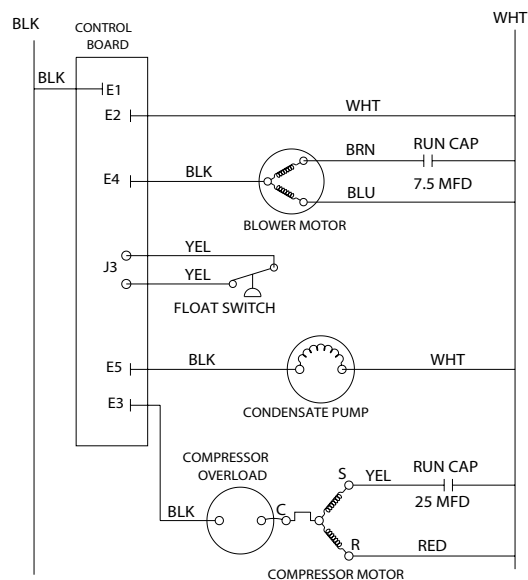 BLK
WHT
CONTROL
BOARD
BLK
E1
E2
WHT
BRN
RUN CAP
E4
BLK
7.5 MFD
BLU
BLOWER MOTOR
YEL
J3
YEL
FLOAT SWITCH
E5
BLK
WHT
E3
CONDENSATE PUMP
COMPRESSOR
OVERLOAD
S
YEL
RUN CAP
25 MFD
BLK
C
R
RED
COMPRESSOR MOTOR